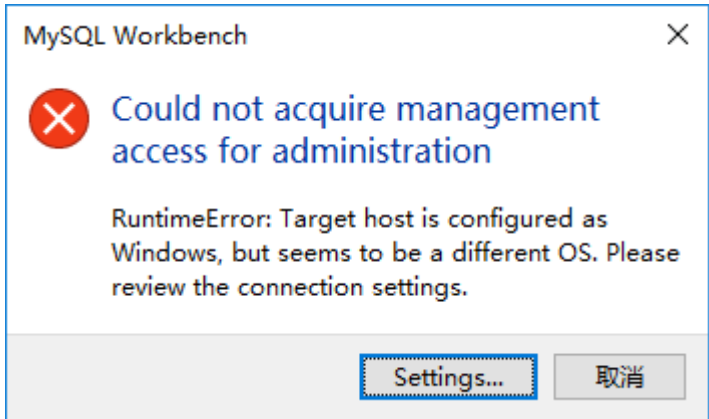 MySQL Workbench
Could not acquire management
access for administration
RuntimeError: Target host is configured as
Windows, but seems to be a different OS. Please
review the connection settings.
Settings...
取消